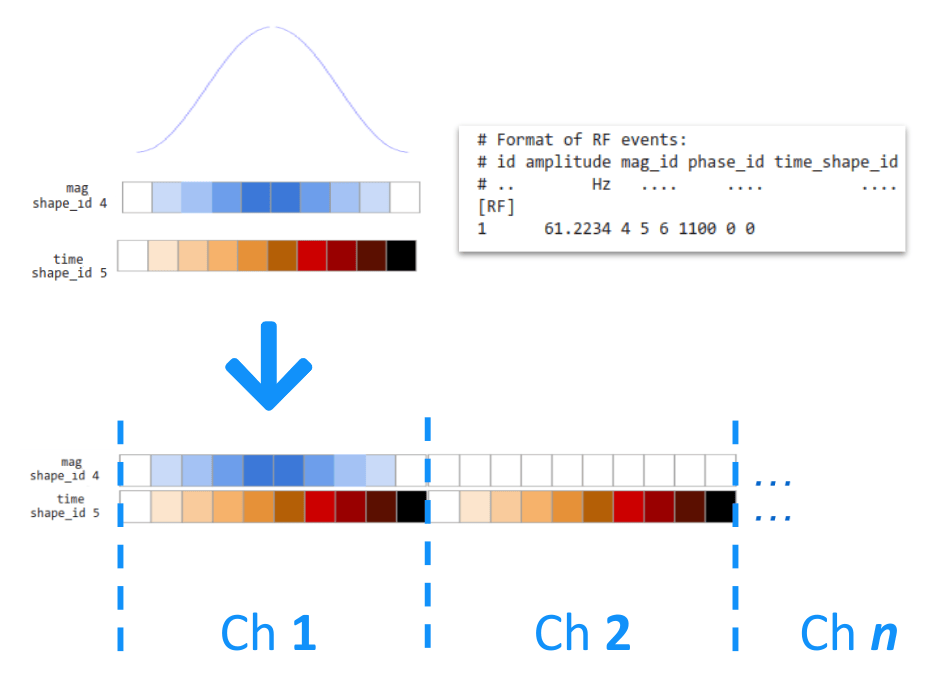 # Format of RF events:
# id amplitude mag_id phase_id time_shape_id
# .. Hz .... .... ....
[RF]
1 61.2234 4 5 6 1100 0 0
mag
shape_id 4
time
shape_id 5
mag
shape_id 4
...
time
shape_id 5
...
Ch 1
Ch 2
Ch n